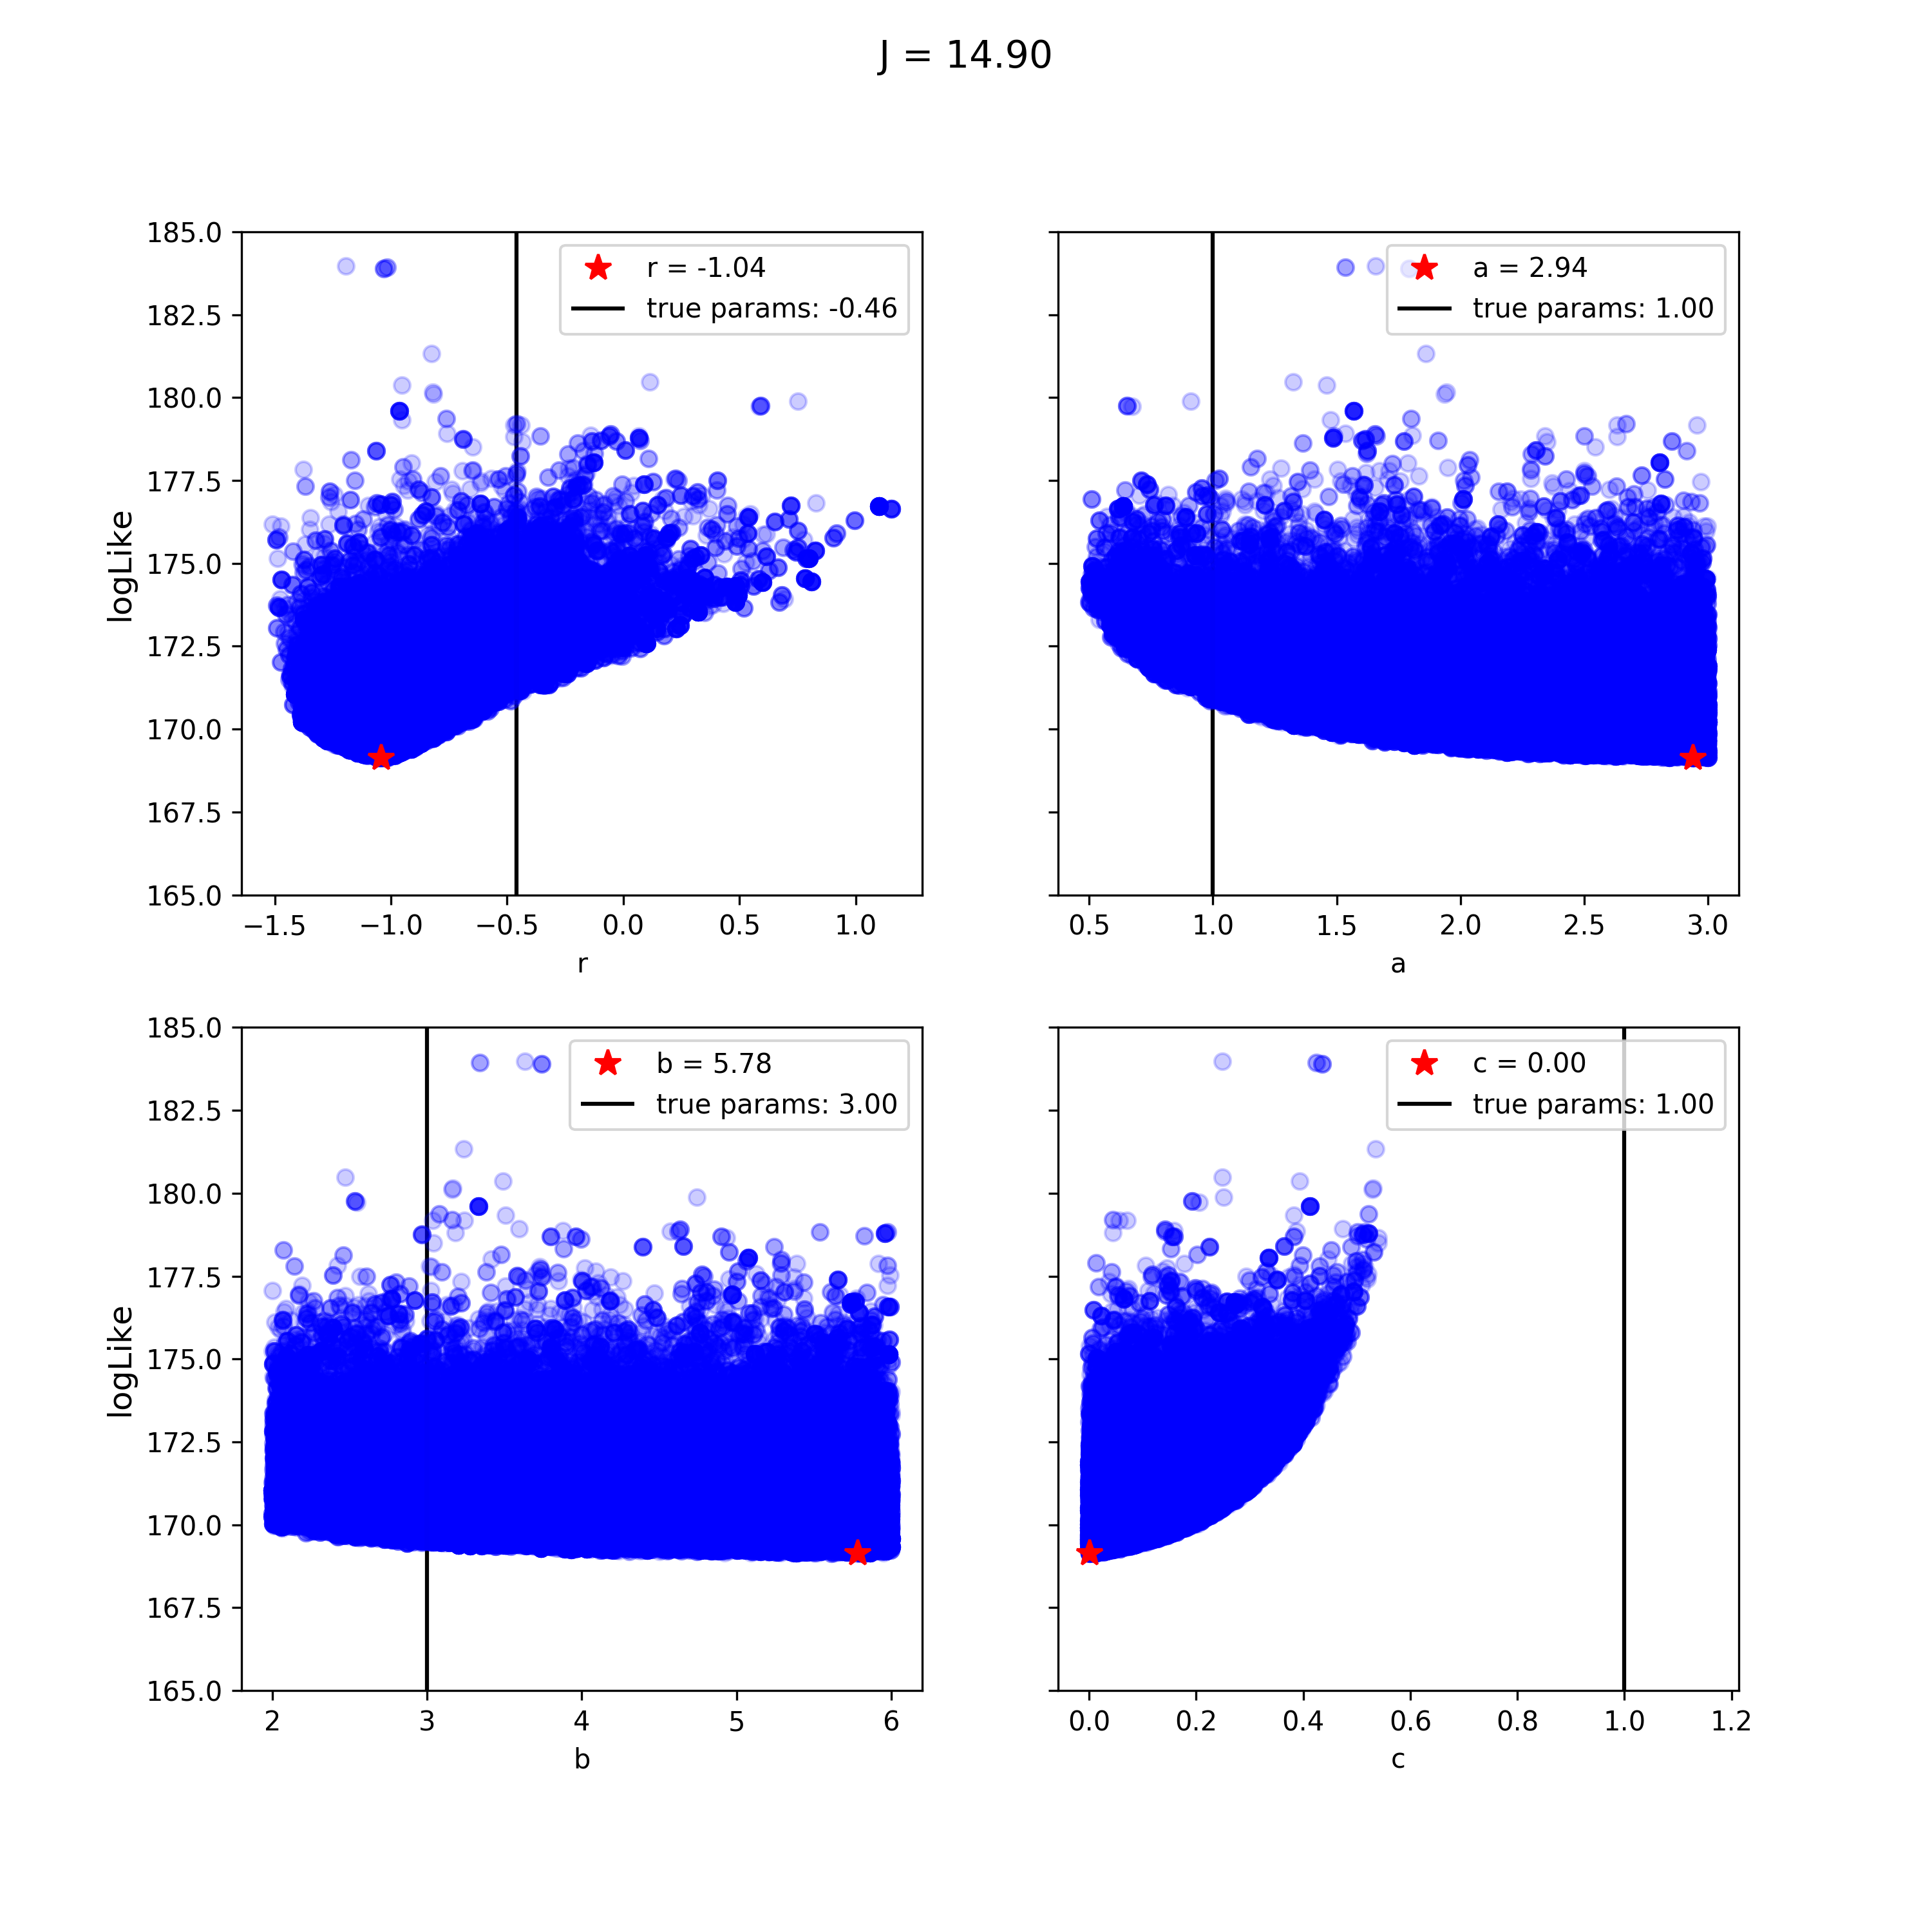 J = 14.90
185.0
182.5
180.0
177.5
175.0
172.5
170.0
167.5
165.0
logLike
r = -1.04
true params: -0.46
−1.5 −1.0 −0.5 0.0 0.5 1.0
r
a = 2.94
true params: 1.00
0.5 1.0 1.5 2.0 2.5 3.0
a
185.0
182.5
180.0
177.5
175.0
172.5
170.0
167.5
165.0
logLike
b = 5.78
true params: 3.00
2 3 4 5 6
b
c = 0.00
true params: 1.00
0.0 0.2 0.4 0.6 0.8 1.0 1.2
c